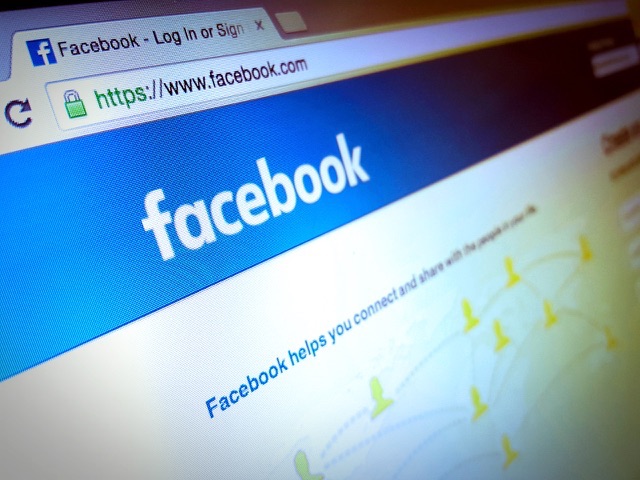 Facebook - Log In or Sign
https://www.facebook.com
facebook
Facebook helps you connect and share with the people in your life.